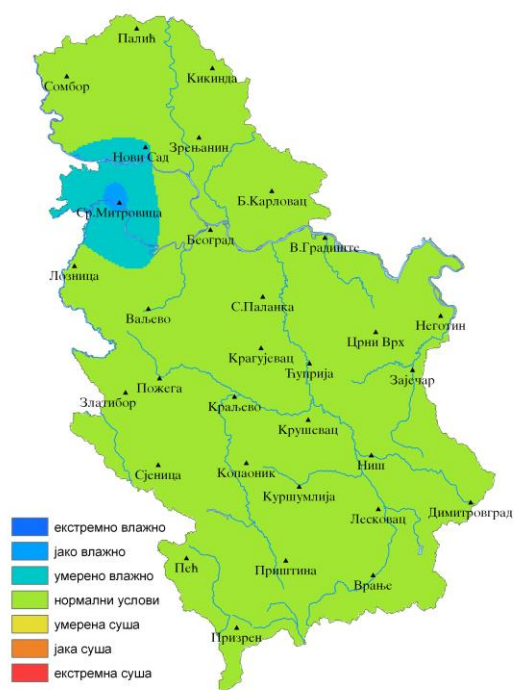 Палић
Сомбор
Кикинда
Зрењанин
Нови Сад
Б.Карловац
Ср.Митровица
Београд
В.Градиште
Лозница
С.Паланка
Ваљево
Неготин
Црни Врх
Крагујевац
Ћуприја
Зајечар
Пожега
Златибор
Краљево
Крушевац
Ниш
Сјеница
Копаоник
Куршумлија
Димитровград
Лесковац
Пећ
Приштина
Врање
Призрен
екстремно влажно
јако влажно
умерено влажно
нормални услови
умерена суша
јака суша
екстремна суша